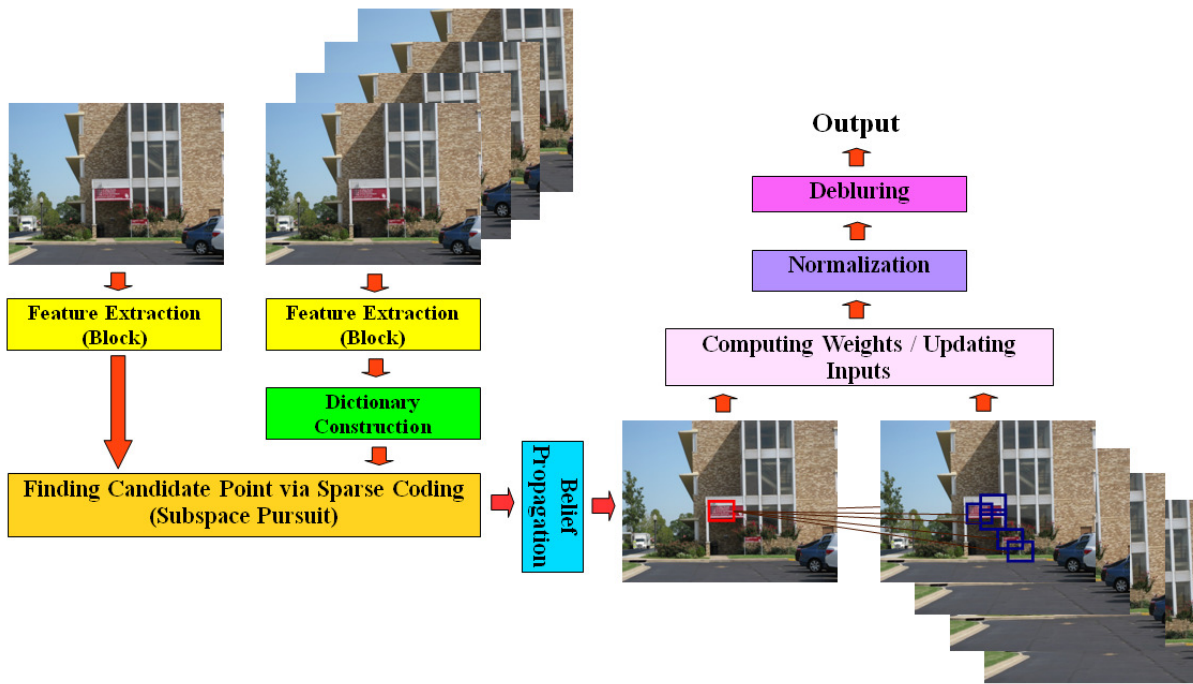 Feature Extraction
(Block)
Feature Extraction
(Block)
Dictionary
Construction
Finding Candidate Point via Sparse Coding
(Subspace Pursuit)
Belief
Propagation
Computing Weights / Updating
Inputs
Normalization
Debluring
Output